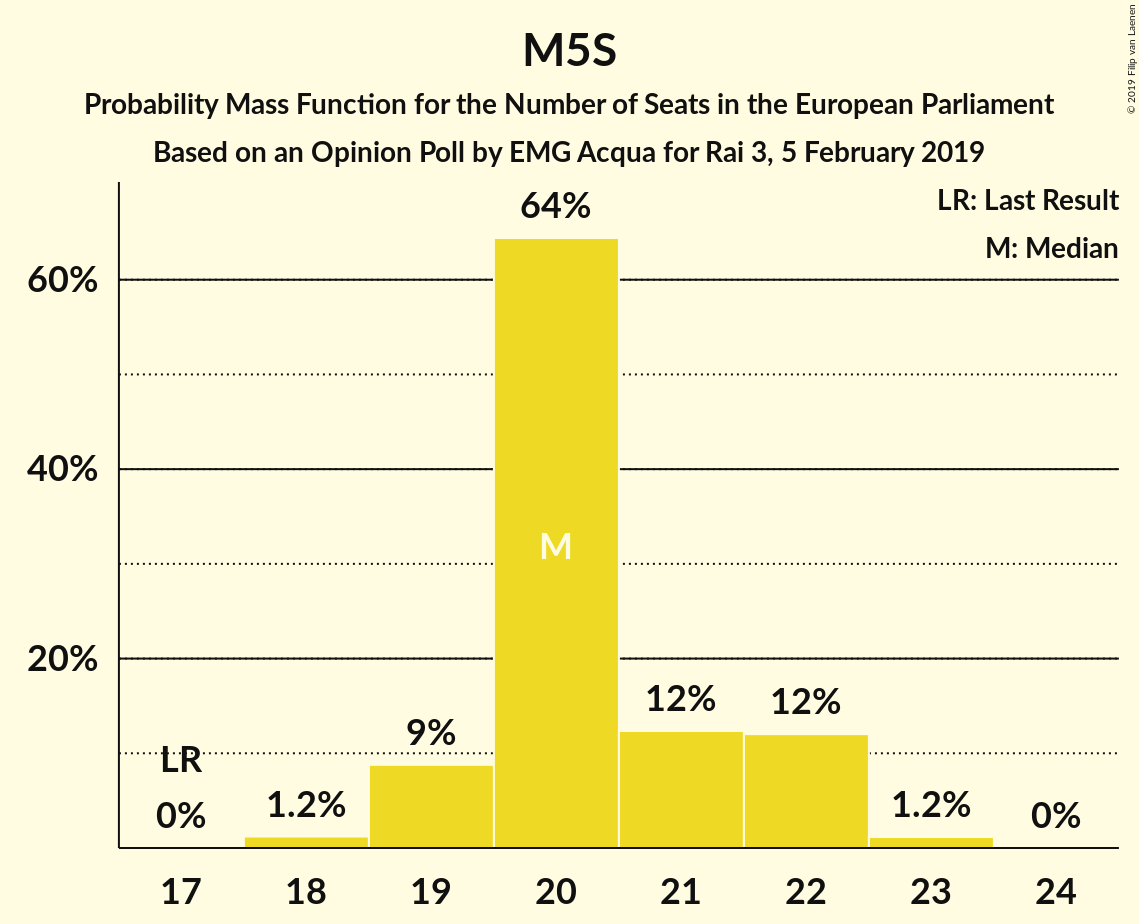 M5S
Probability Mass Function for the Number of Seats in the European Parliament
Based on an Opinion Poll by EMG Acqua for Rai 3, 5 February 2019
© 2019 Filip van Laenen
LR: Last Result
M: Median
64%
60%
40%
M
20%
12%
12%
9%
LR
1.2%
1.2%
0%
0%
17 18 19 20 21 22 23 24